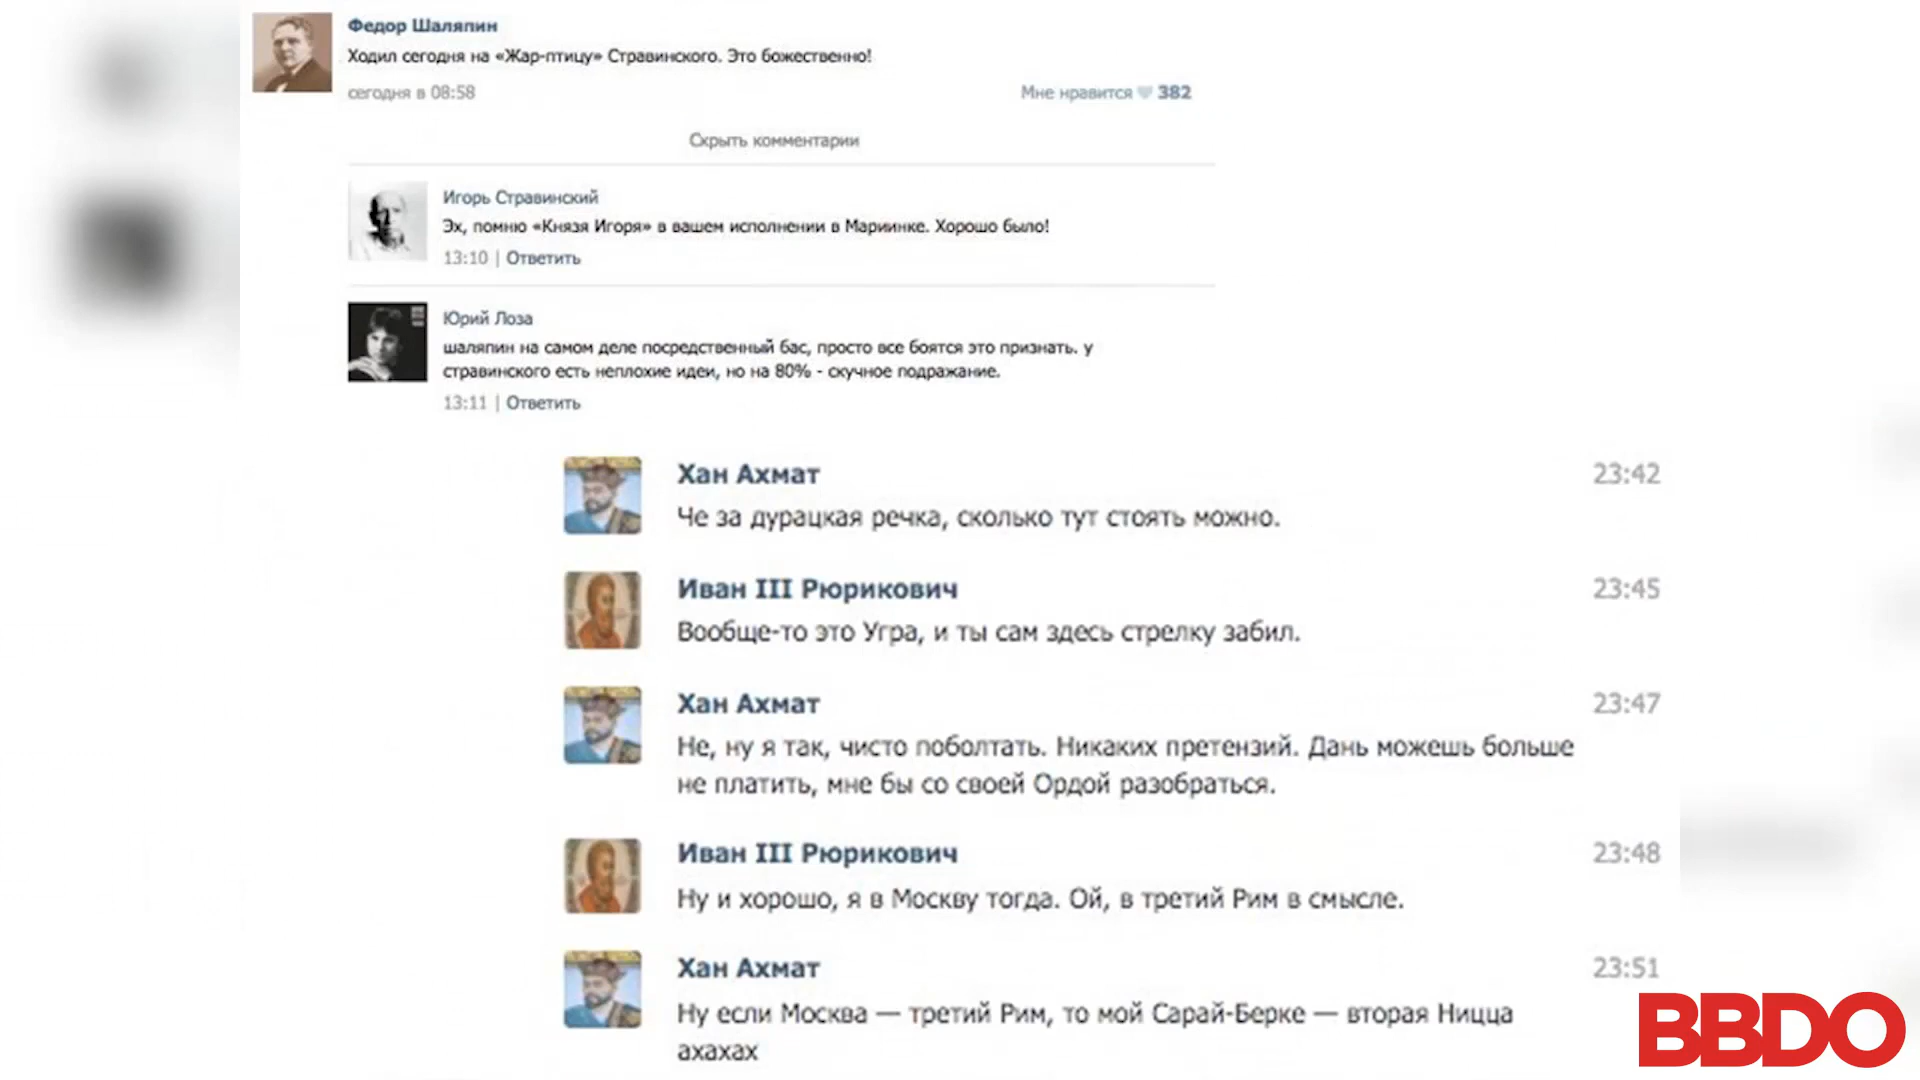 Федор Шаляпин
Ходил сегодня на «Жар-птицу» Стравинского. Это божественно!
сегодня в 08:58
Мне нравится 382
Скрыть комментарии
Игорь Стравинский
Эх, помню «Князя Игоря» в вашем исполнении в Мариинке. Хорошо было!
13:10 | Ответить
Юрий Лоза
шаляпин на самом деле посредственный бас, просто все боятся это признать. у
стравинского есть неплохие идеи, но на 80% - скучное подражание.
13:11 | Ответить
Хан Ахмат 23:42
Че за дурацкая речка, сколько тут стоять можно.
Иван III Рюрикович 23:45
Вообще-то это Угра, и ты сам здесь стрелку забил.
Хан Ахмат 23:47
Не, ну я так, чисто поболтать. Никаких претензий. Дань можешь больше
не платить, мне бы со своей Ордой разобраться.
Иван III Рюрикович 23:48
Ну и хорошо, я в Москву тогда. Ой, в третий Рим в смысле.
Хан Ахмат 23:51
Ну если Москва — третий Рим, то мой Сарай-Берке — вторая Ницца
ахахах
BBDO